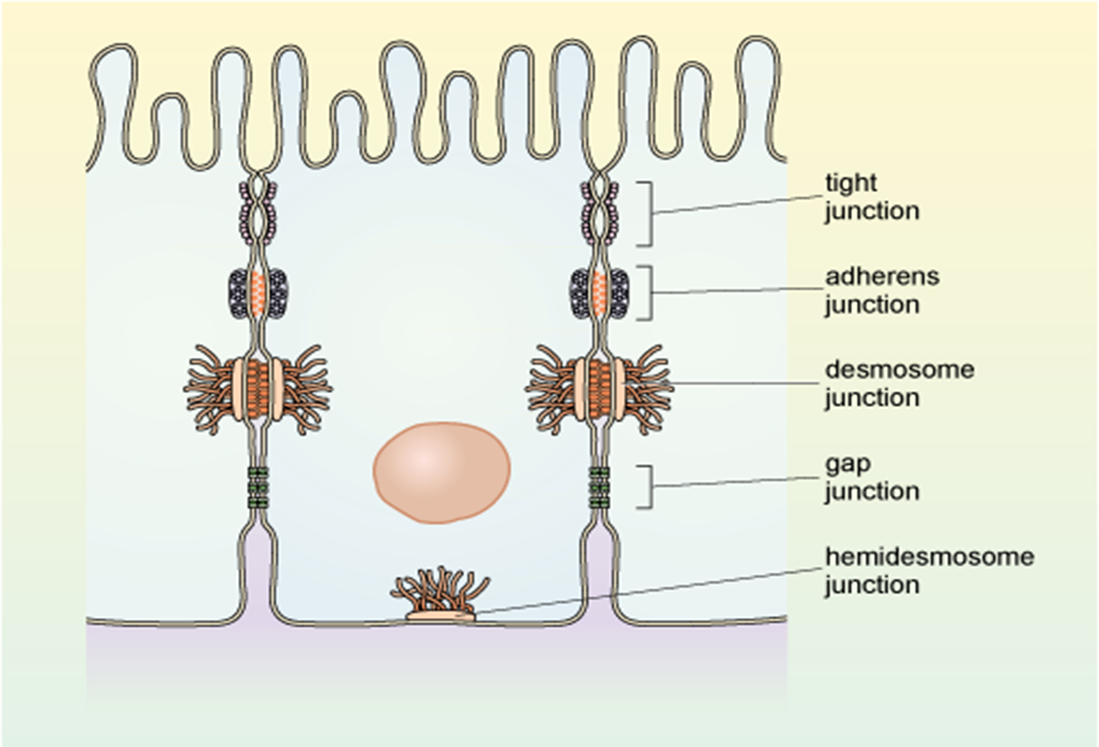 tight
junction
adherens
junction
desmosome
junction
gap
junction
hemidesmosome
junction